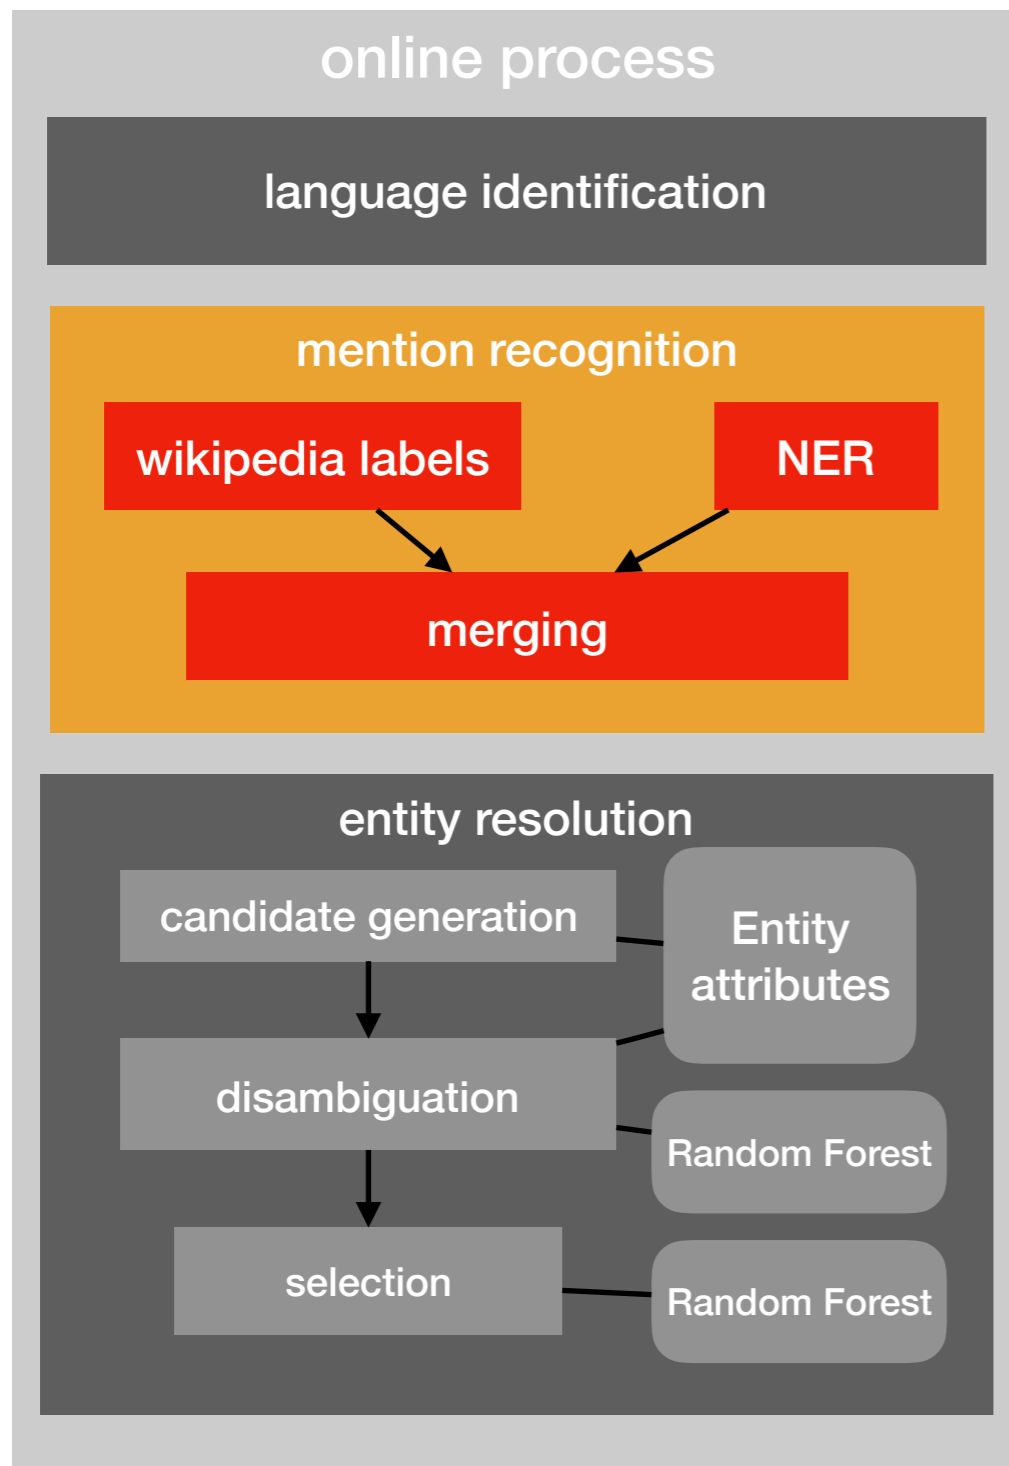 online process
language identification
mention recognition
wikipedia labels
NER
merging
entity resolution
candidate generation
Entity
attributes
disambiguation
Random Forest
selection
Random Forest